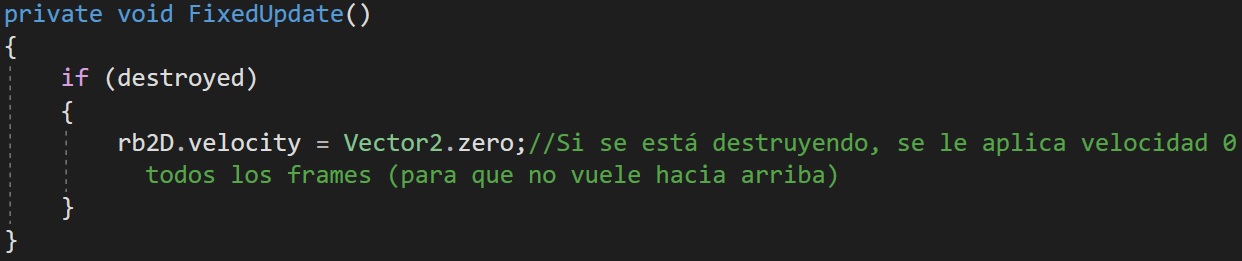 private void FixedUpdate()
{
if (destroyed)
{
rb2D.velocity = Vector2.zero;//Si se está destruyendo, se le aplica velocidad 0
todos los frames (para que no vuele hacia arriba)
}
}